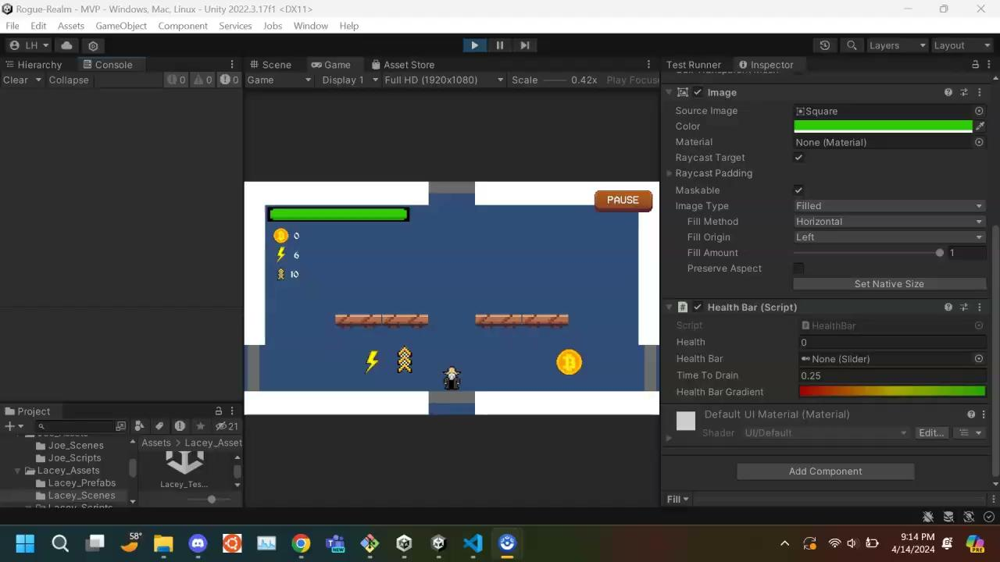 Rogue-Realm - MVP - Windows, Mac, Linux - Unity 2022.3.17f1 <DX11>
File Edit Assets GameObject Component Services Jobs Window Help
LH Layers Layout
Hierarchy Console Scene Game Asset Store Test Runner Inspector
Clear Collapse 0 0 0 Game Display 1 Full HD (1920x1080) Scale 0.42x Play Focuse
Image
Source Image Square
Color
Material None (Material)
Raycast Target
Raycast Padding
Maskable
Image Type Filled
Fill Method Horizontal
Fill Origin Left
Fill Amount 1
Preserve Aspect
Set Native Size
Health Bar (Script)
Script HealthBar
Health 0
Health Bar None (Slider)
Time To Drain 0.25
Health Bar Gradient
Default UI Material (Material)
Shader UI/Default Edit...
Add Component
Fill
PAUSE
0
6
10
Project
21
Joe_Scenes
Joe_Scripts
Lacey_Assets
Lacey_Prefabs
Lacey_Scenes
Assets > Lacey_Asset
Lacey_Tes...
58°
NEW
9:14 PM
4/14/2024
PRE